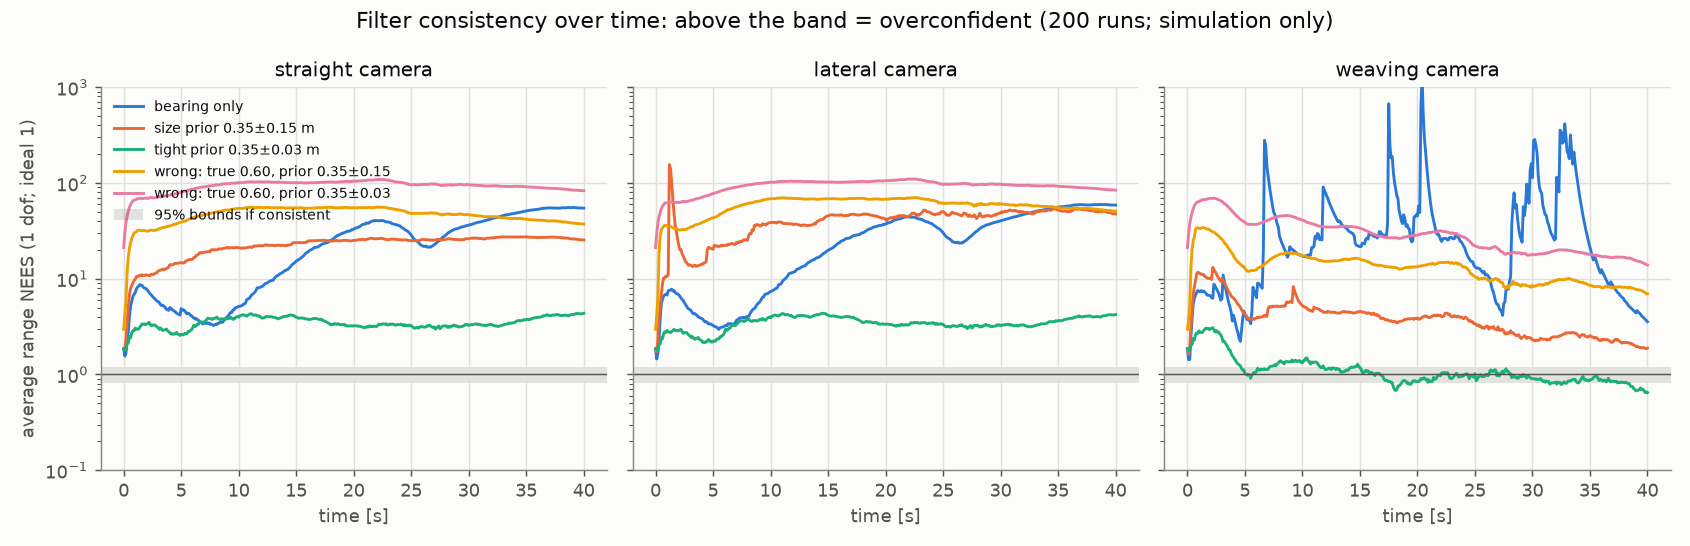 Filter consistency over time: above the band = overconfident (200 runs; simulation only)
straight camera
lateral camera
weaving camera
average range NEES (1 dof; ideal 1)
10³
10²
10¹
10⁰
10⁻¹
bearing only
size prior 0.35±0.15 m
tight prior 0.35±0.03 m
wrong: true 0.60, prior 0.35±0.15
wrong: true 0.60, prior 0.35±0.03
95% bounds if consistent
0 5 10 15 20 25 30 35 40
0 5 10 15 20 25 30 35 40
0 5 10 15 20 25 30 35 40
time [s]
time [s]
time [s]